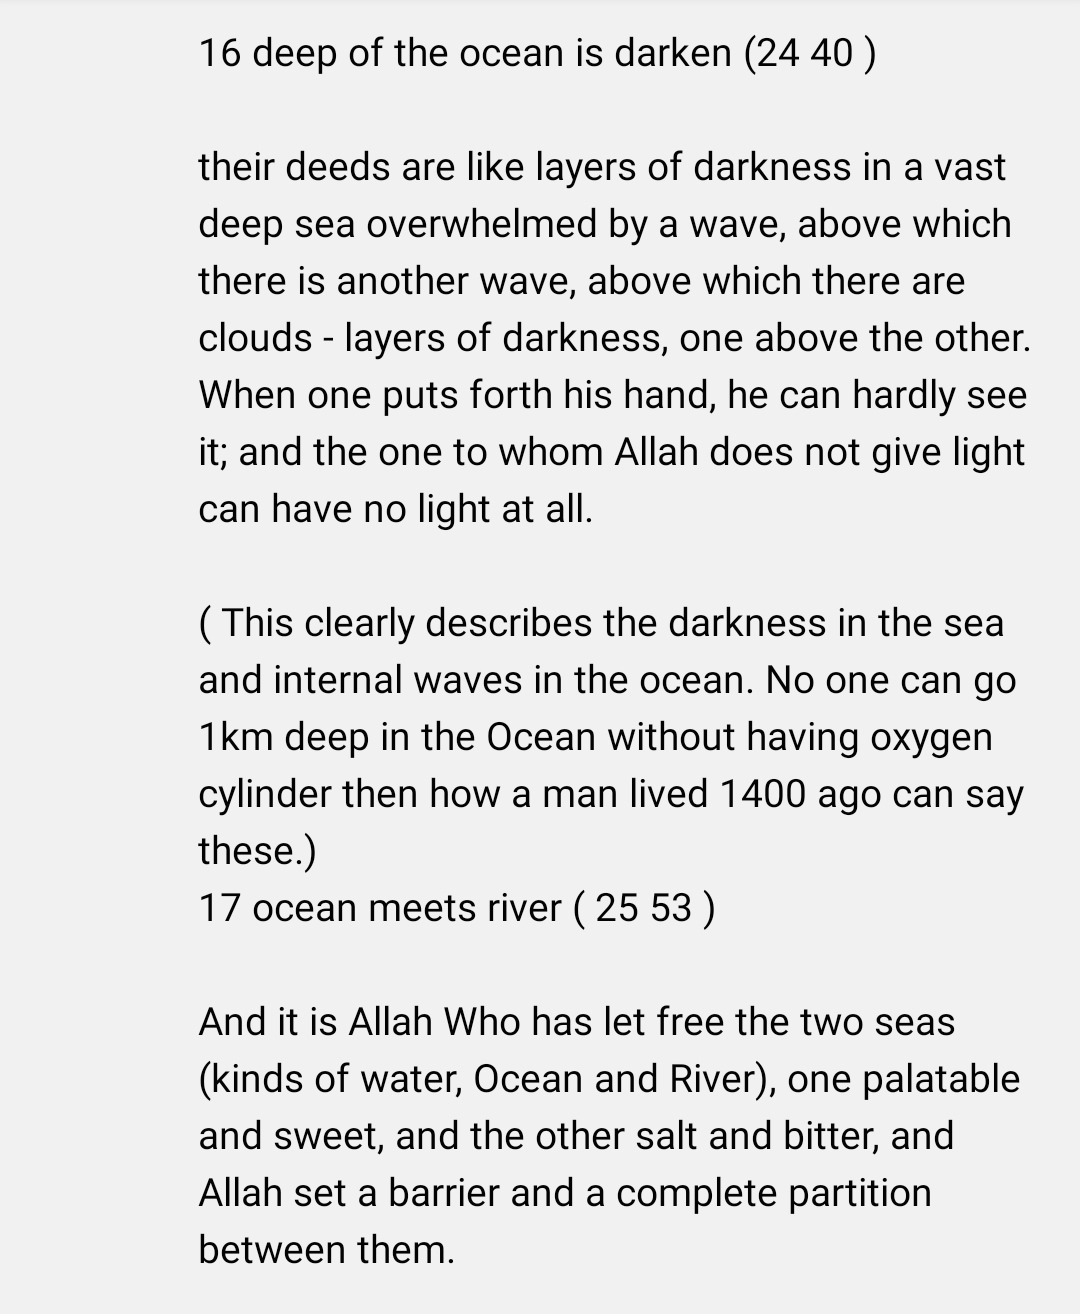 16 deep of the ocean is darken (24 40 )
their deeds are like layers of darkness in a vast
deep sea overwhelmed by a wave, above which
there is another wave, above which there are
clouds - layers of darkness, one above the other.
When one puts forth his hand, he can hardly see
it; and the one to whom Allah does not give light
can have no light at all.
( This clearly describes the darkness in the sea
and internal waves in the ocean. No one can go
1km deep in the Ocean without having oxygen
cylinder then how a man lived 1400 ago can say
these.)
17 ocean meets river ( 25 53 )
And it is Allah Who has let free the two seas
(kinds of water, Ocean and River), one palatable
and sweet, and the other salt and bitter, and
Allah set a barrier and a complete partition
between them.